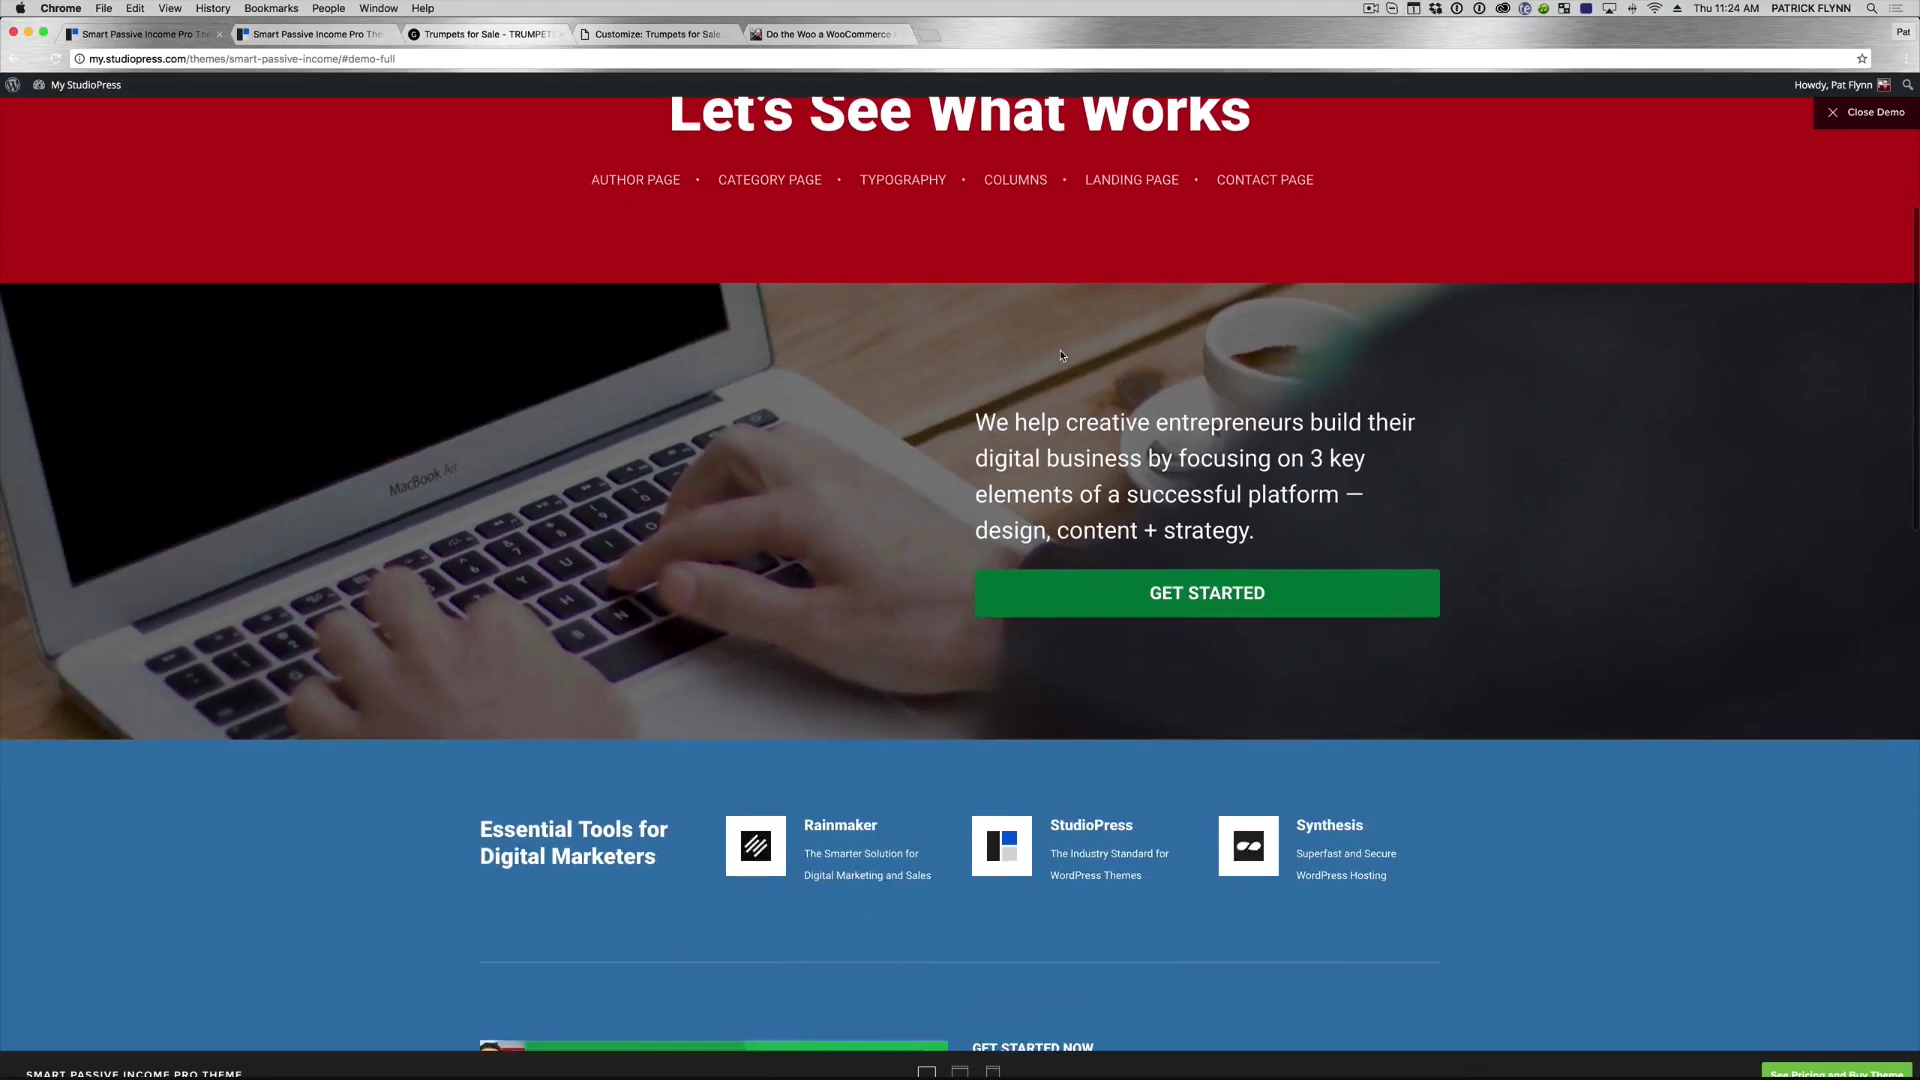 Chrome File Edit View History Bookmarks People Window Help Thu 11:24 AM PATRICK FLYNN
Smart Passive Income Pro The Smart Passive Income Pro The Trumpets for Sale - TRUMPET Customize: Trumpets for Sale Do the Woo a WooCommerce Pat
my.studiopress.com/themes/smart-passive-income/#demo-full
My StudioPress Howdy, Pat Flynn
Close Demo
Let's See What Works
AUTHOR PAGE • CATEGORY PAGE • TYPOGRAPHY • COLUMNS • LANDING PAGE • CONTACT PAGE
MacBook Air
We help creative entrepreneurs build their
digital business by focusing on 3 key
elements of a successful platform —
design, content + strategy.
GET STARTED
Essential Tools for
Digital Marketers
Rainmaker
The Smarter Solution for
Digital Marketing and Sales
StudioPress
The Industry Standard for
WordPress Themes
Synthesis
Superfast and Secure
WordPress Hosting
GET STARTED NOW
SMART PASSIVE INCOME PRO THEME
See Pricing and Buy Theme